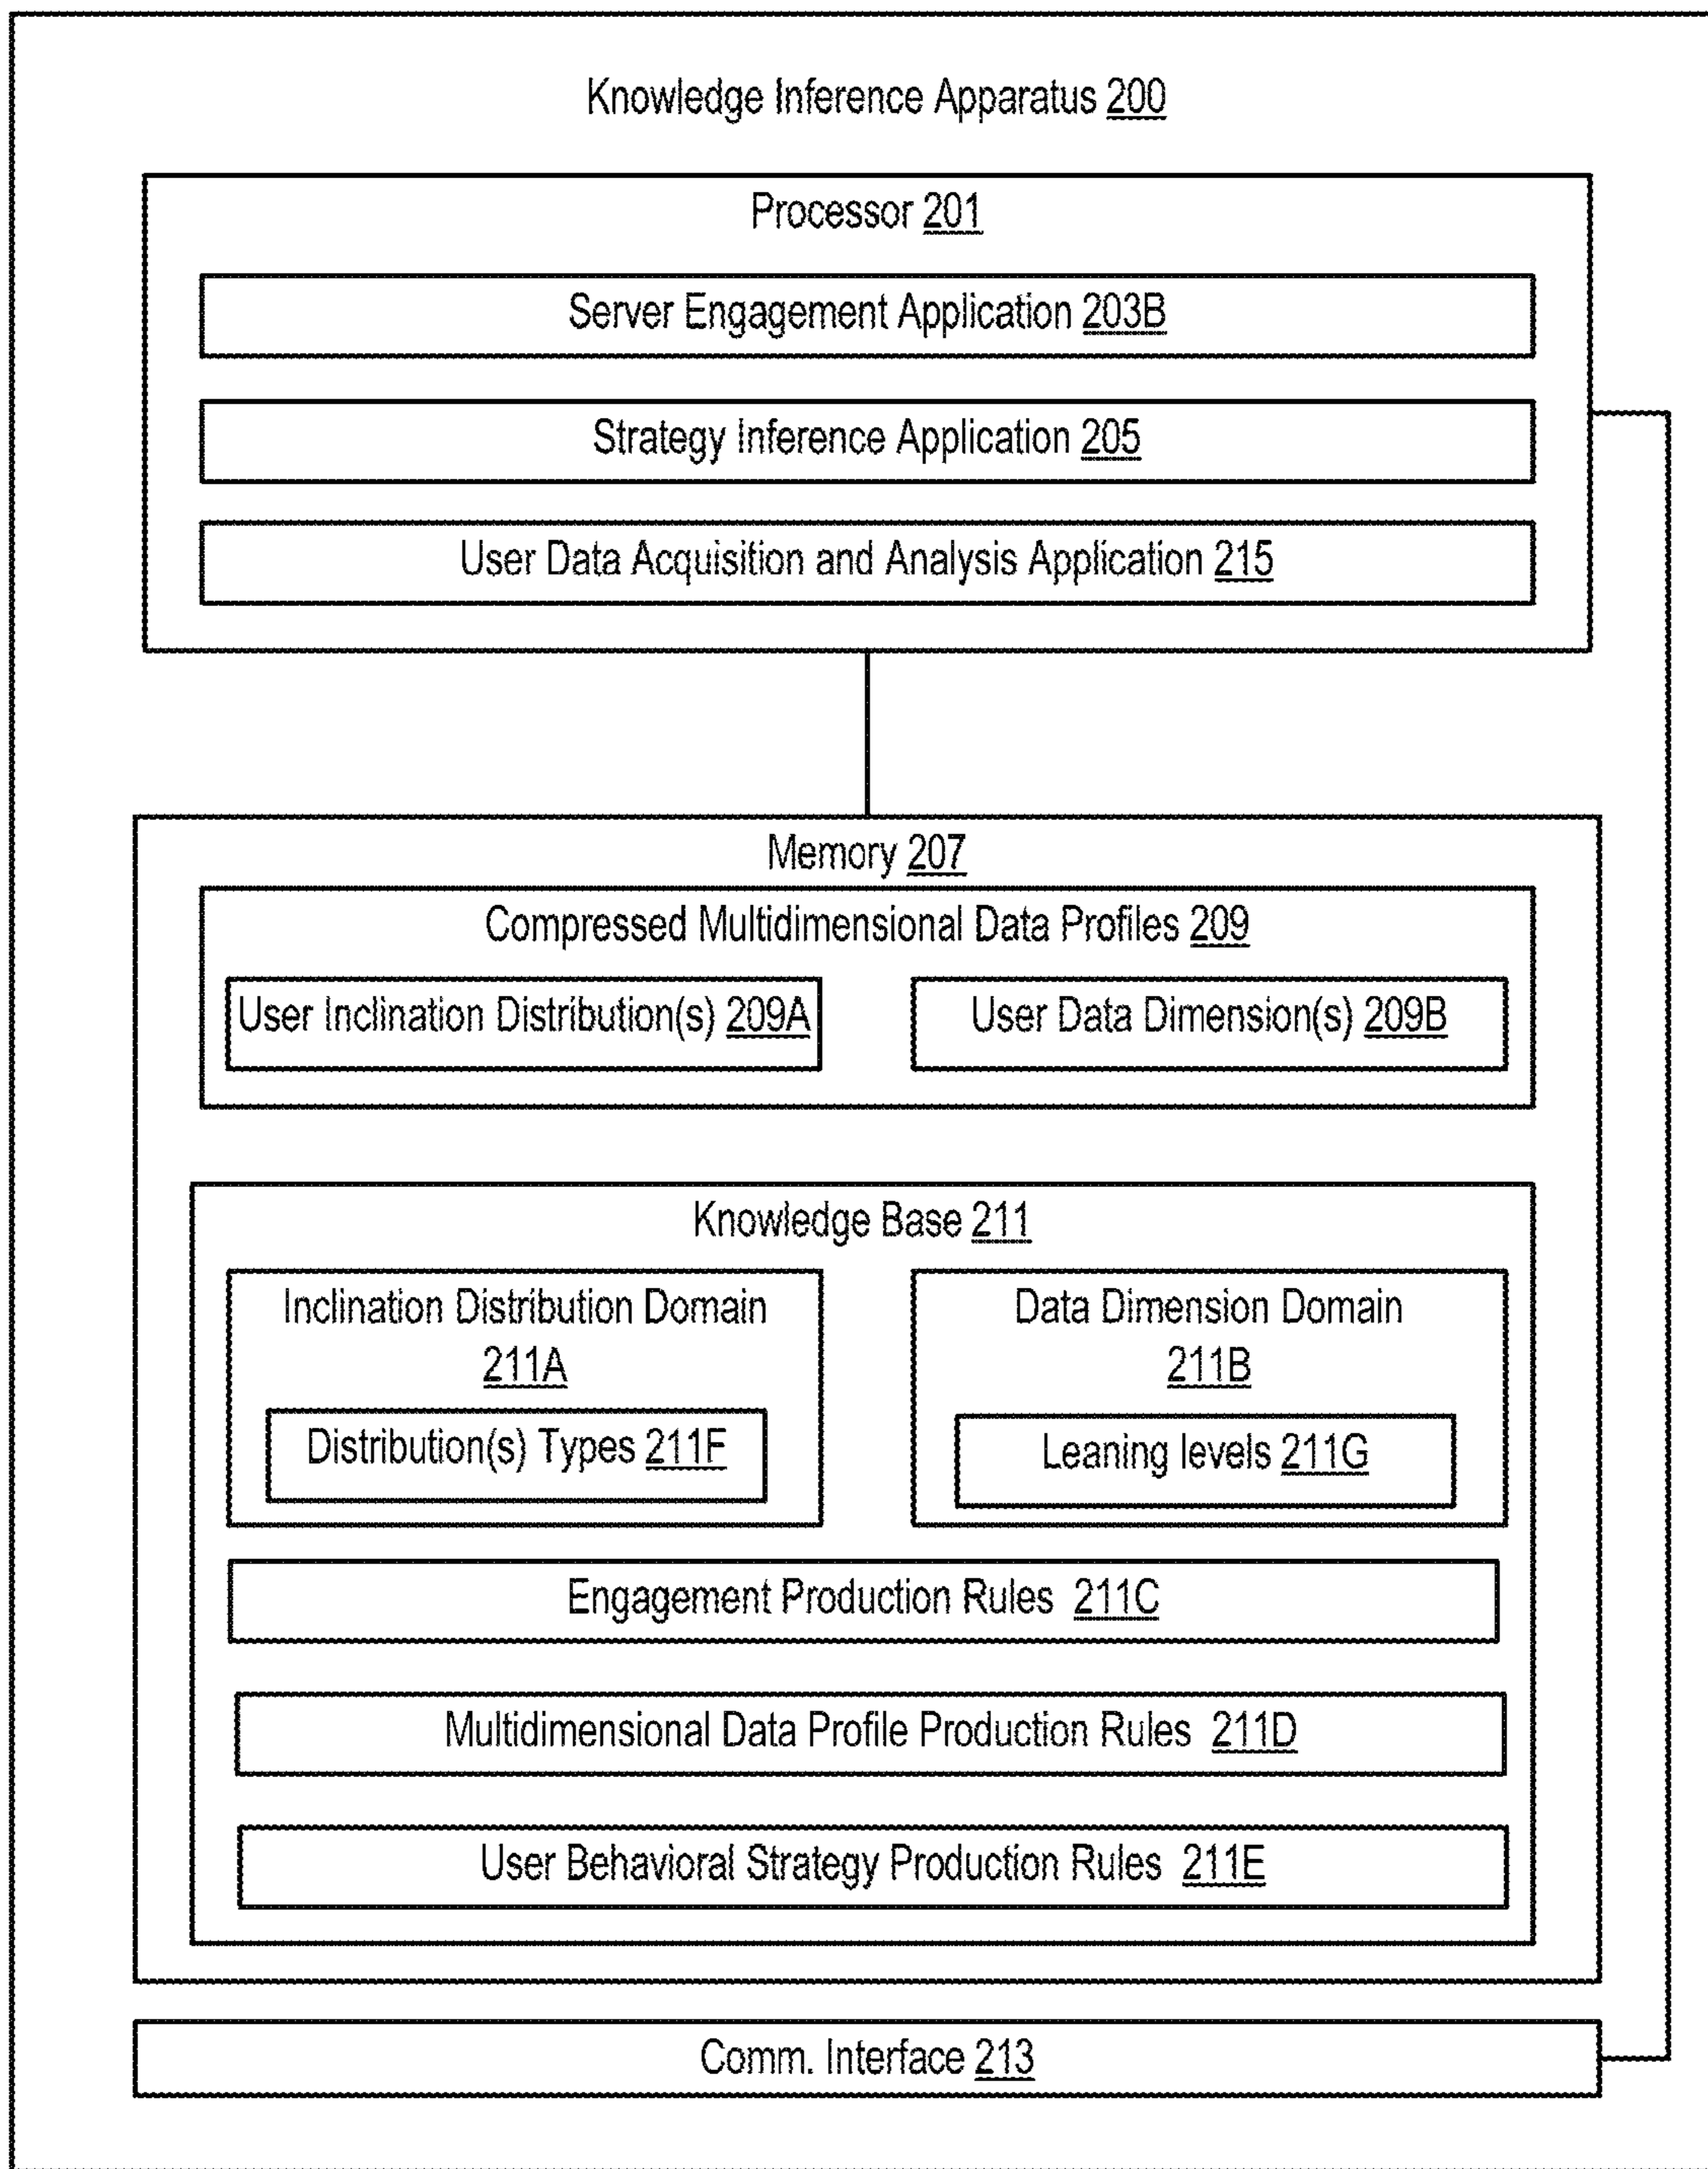 Knowledge Inference Apparatus 200
Processor 201
Server Engagement Application 203B
Strategy Inference Application 205
User Data Acquisition and Analysis Application 215
Memory 207
Compressed Multidimensional Data Profiles 209
User Inclination Distribution(s) 209A
User Data Dimension(s) 209B
Knowledge Base 211
Inclination Distribution Domain
211A
Distribution(s) Types 211F
Data Dimension Domain
211B
Leaning levels 211G
Engagement Production Rules 211C
Multidimensional Data Profile Production Rules 211D
User Behavioral Strategy Production Rules 211E
Comm. Interface 213